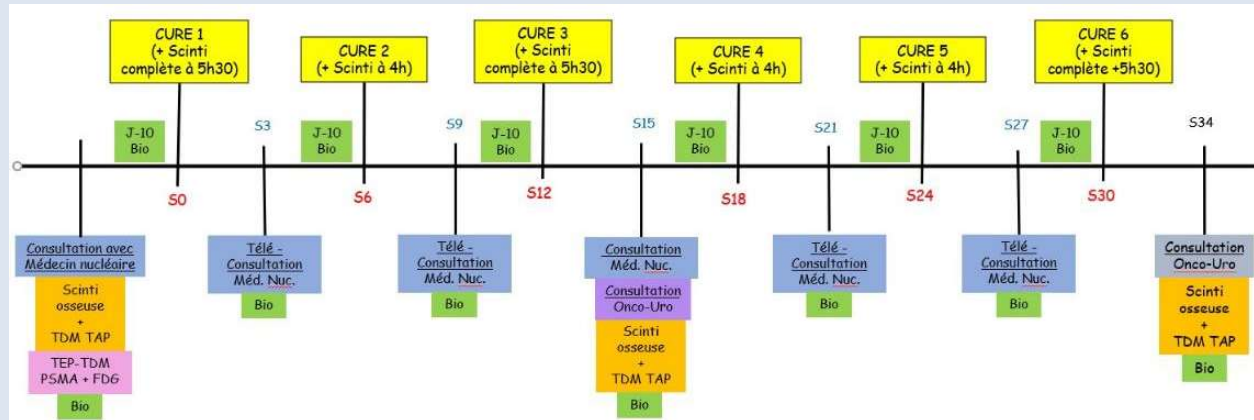 CURE 1
(+ Scinti
complète à 5h30)
CURE 2
(+ Scinti à 4h)
CURE 3
(+ Scinti
complète à 5h30)
CURE 4
(+ Scinti à 4h)
CURE 5
(+ Scinti à 4h)
CURE 6
(+ Scinti
complète +5h30)
J-10
Bio
S3
J-10
Bio
S9
J-10
Bio
S15
J-10
Bio
S21
J-10
Bio
S27
J-10
Bio
S34
S0
S6
S12
S18
S24
S30
Consultation avec
Médecin nucléaire
Scinti
osseuse
+
TDM TAP
TEP-TDM
PSMA + FDG
Bio
Télé -
Consultation
Méd. Nuc.
Bio
Télé -
Consultation
Méd. Nuc.
Bio
Consultation
Méd. Nuc.
Consultation
Onco-Uro
Scinti
osseuse
+
TDM TAP
Bio
Télé -
Consultation
Méd. Nuc.
Bio
Télé -
Consultation
Méd. Nuc.
Bio
Consultation
Onco-Uro
Scinti
osseuse
+
TDM TAP
Bio